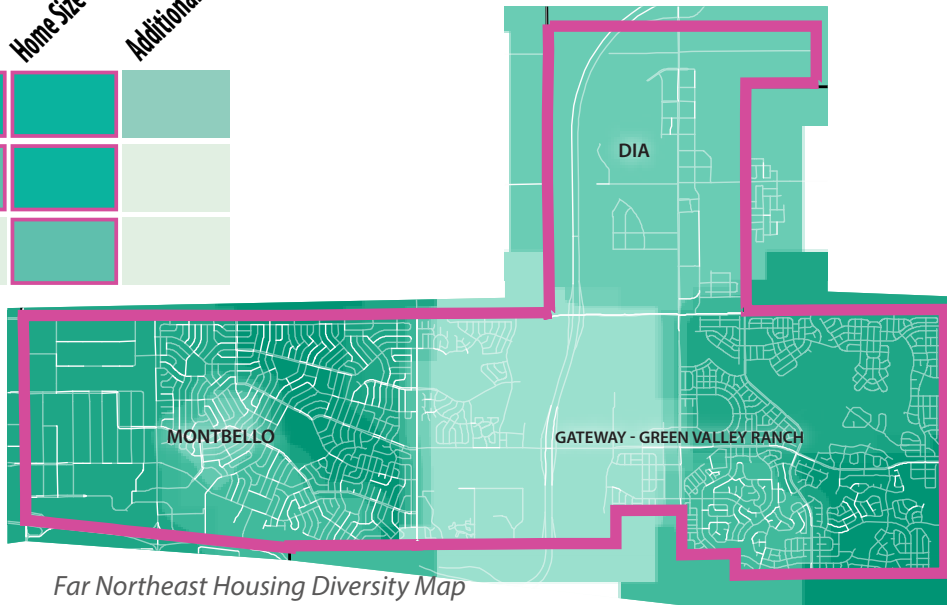 Home Size
Additional
DIA
MONTBELLO
GATEWAY - GREEN VALLEY RANCH
Far Northeast Housing Diversity Map